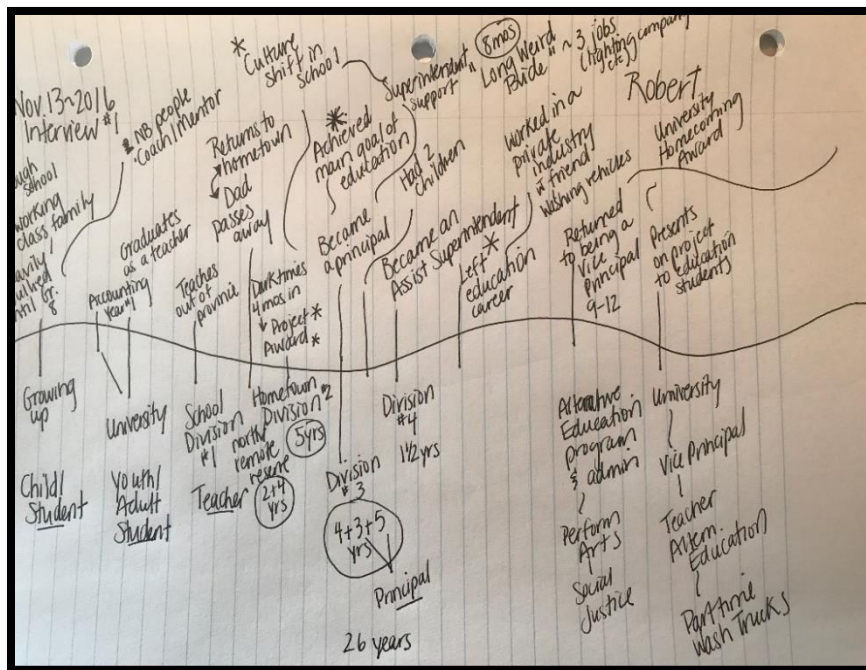 Nov. 13~2016
Interview #1
NB people
Coach/Mentor
school
working
class family
Gr.
8
Accounting
Year #1
Graduates
as a teacher
Teaches
out of
provine
Returns to
hometown
Dad
passes
away
* Culture
shift in
school
Dark times
4 mos in
Project *
Award *
*
Achieved
main goal of
education
Became
a principal
Superintendent
support
Had 2
children
Became an
Assist Superintendent
8mos
"Long Weird
Bide" ~ 3 jobs
(lighting company
etc)
Left *
education
career
Worked in a
private
industry
w friend
washing vehicles
Robert
University
Homecoming
Award
Returned
to being a
Vice
Principal
9-12
Presents
on project
to education
students
Growing
up
Child/
Student
University
Youth/
Adult
Student
School
Division
#1
Teacher
Hometown
Division #2
north/
remote
reserve
2+4
yrs
5yrs
Division
#3
4+3+5
yrs
Principal
26 years
Division
#4
1 1/2 yrs
Alternative
Education
program
& admin
Perform
Arts
Social
Justice
University
Vice Principal
Teacher
Altern.
Education
Part time
Wash Trucks